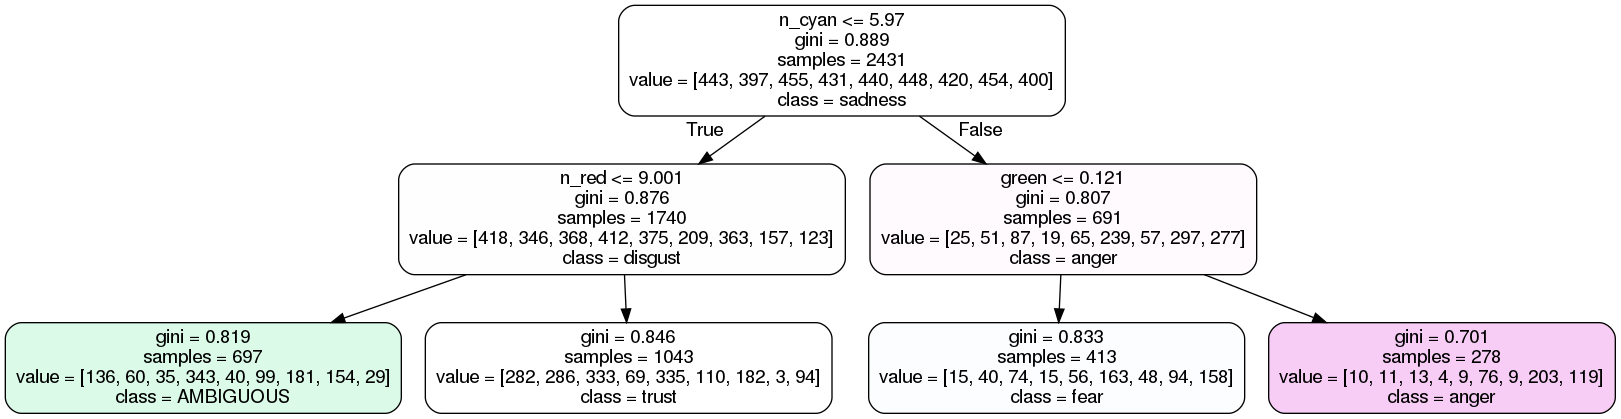 n_cyan <= 5.97
gini = 0.889
samples = 2431
value = [443, 397, 455, 431, 440, 448, 420, 454, 400]
class = sadness
True
False
n_red <= 9.001
gini = 0.876
samples = 1740
value = [418, 346, 368, 412, 375, 209, 363, 157, 123]
class = disgust
green <= 0.121
gini = 0.807
samples = 691
value = [25, 51, 87, 19, 65, 239, 57, 297, 277]
class = anger
gini = 0.819
samples = 697
value = [136, 60, 35, 343, 40, 99, 181, 154, 29]
class = AMBIGUOUS
gini = 0.846
samples = 1043
value = [282, 286, 333, 69, 335, 110, 182, 3, 94]
class = trust
gini = 0.833
samples = 413
value = [15, 40, 74, 15, 56, 163, 48, 94, 158]
class = fear
gini = 0.701
samples = 278
value = [10, 11, 13, 4, 9, 76, 9, 203, 119]
class = anger